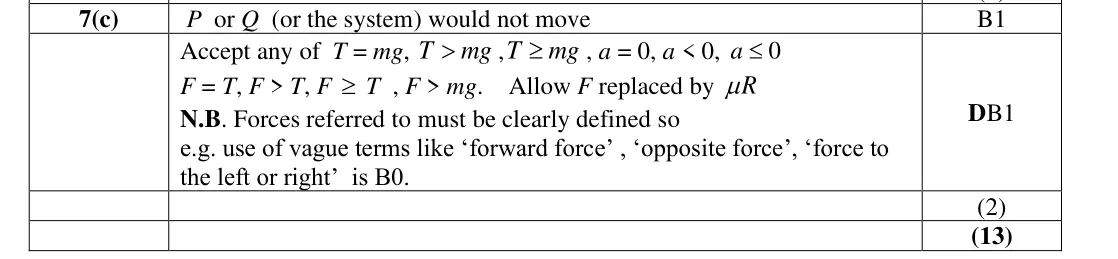 7(c) P or Q (or the system) would not move B1
Accept any of T = mg, T > mg ,T ≥ mg , a = 0, a < 0, a ≤ 0
F = T, F > T, F ≥ T , F > mg. Allow F replaced by μR
N.B. Forces referred to must be clearly defined so
DB1
e.g. use of vague terms like ‘forward force’ , ‘opposite force’, ‘force to
the left or right’ is B0.
(2)
(13)